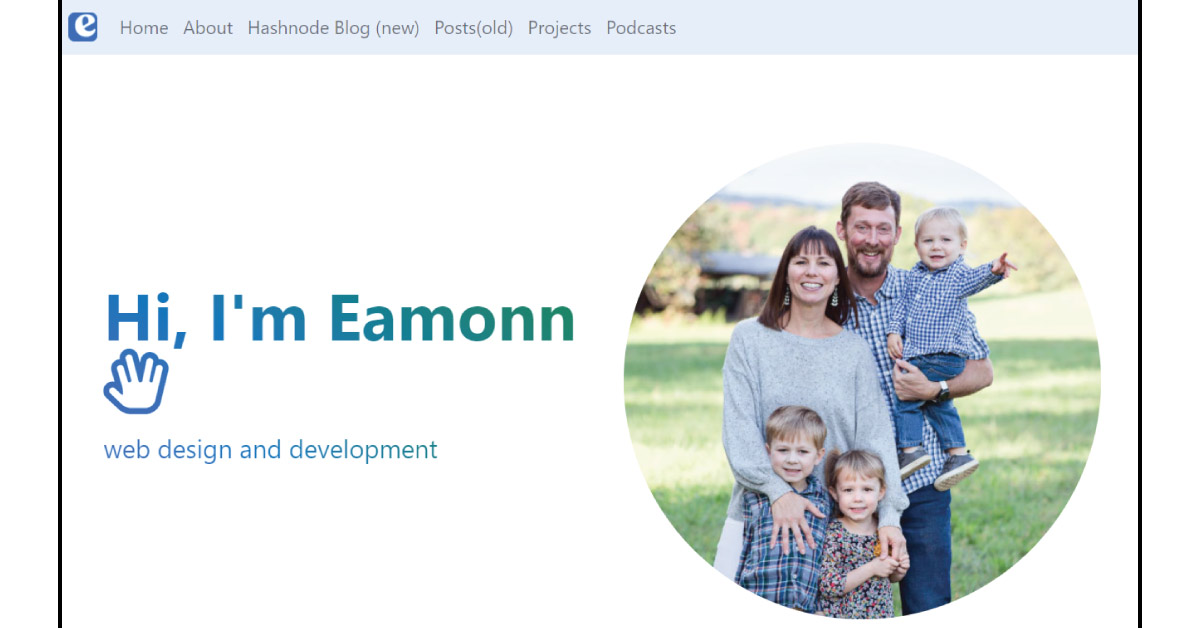 e Home About Hashnode Blog (new) Posts(old) Projects Podcasts
Hi, I'm Eamonn
web design and development